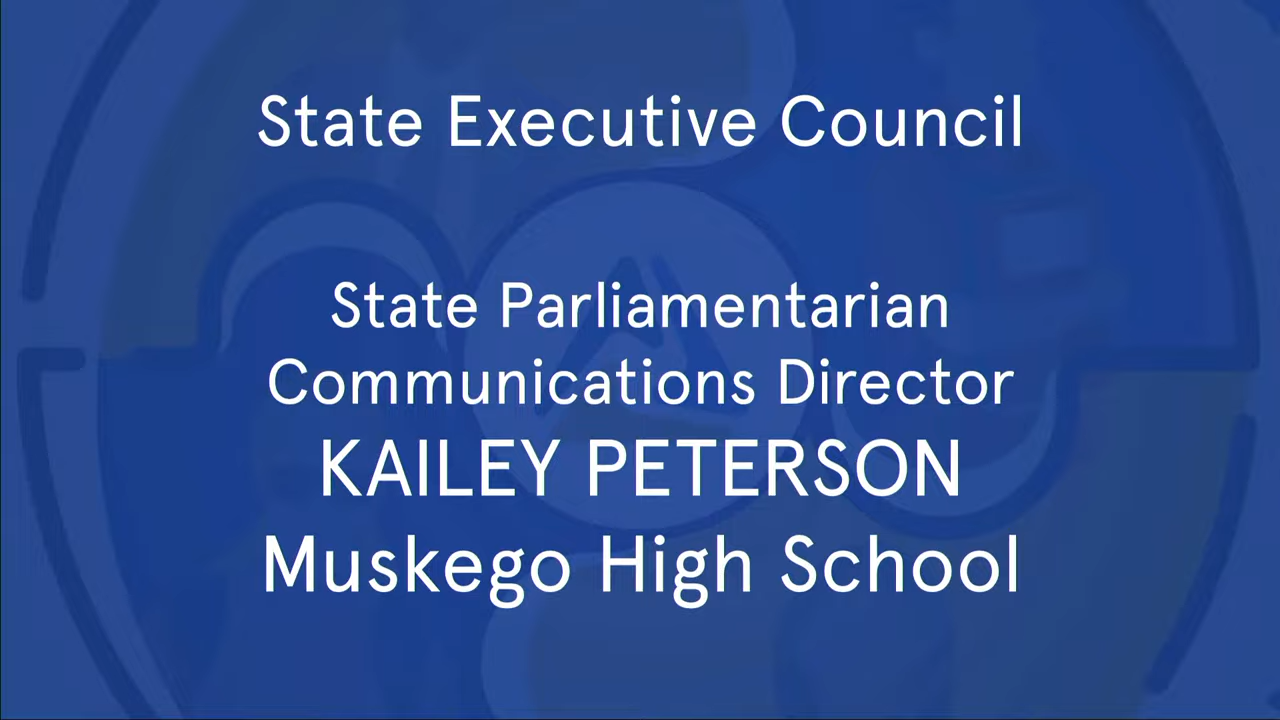 State Executive Council
State Parliamentarian
Communications Director
KAILEY PETERSON
Muskego High School